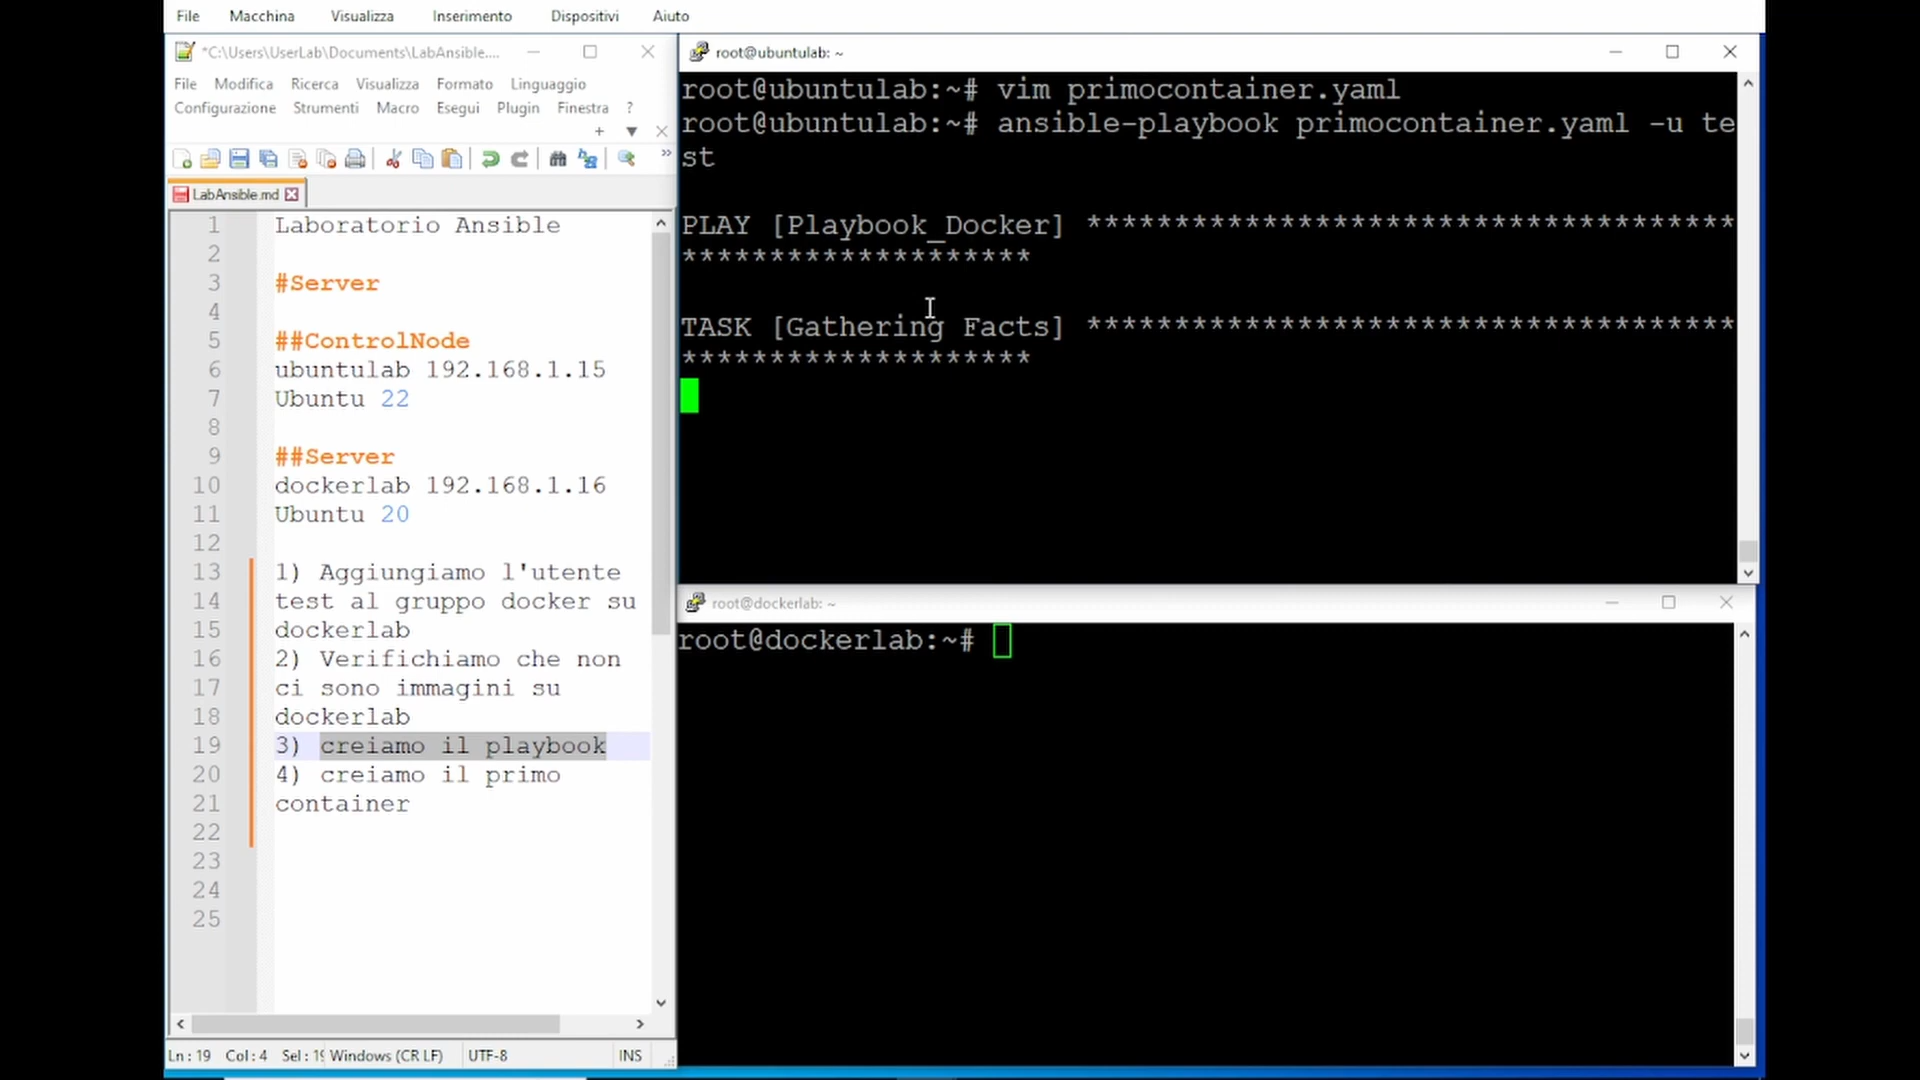 File Macchina Visualizza Inserimento Dispositivi Aiuto
*C:\Users\UserLab\Documents\LabAnsible....
File Modifica Ricerca Visualizza Formato Linguaggio
Configurazione Strumenti Macro Esegui Plugin Finestra ?
LabAnsible.md
1 Laboratorio Ansible
2
3 #Server
4
5 ##ControlNode
6 ubuntulab 192.168.1.15
7 Ubuntu 22
8
9 ##Server
10 dockerlab 192.168.1.16
11 Ubuntu 20
12
13 1) Aggiungiamo l'utente
14 test al gruppo docker su
15 dockerlab
16 2) Verifichiamo che non
17 ci sono immagini su
18 dockerlab
19 3) creiamo il playbook
20 4) creiamo il primo
21 container
22
23
24
25
Ln : 19 Col : 4 Sel : 19 Windows (CR LF) UTF-8 INS
root@ubuntulab: ~
root@ubuntulab:~# vim primocontainer.yaml
root@ubuntulab:~# ansible-playbook primocontainer.yaml -u te
st
PLAY [Playbook_Docker] *************************************
********************
TASK [Gathering Facts] *************************************
********************
root@dockerlab: ~
root@dockerlab:~#